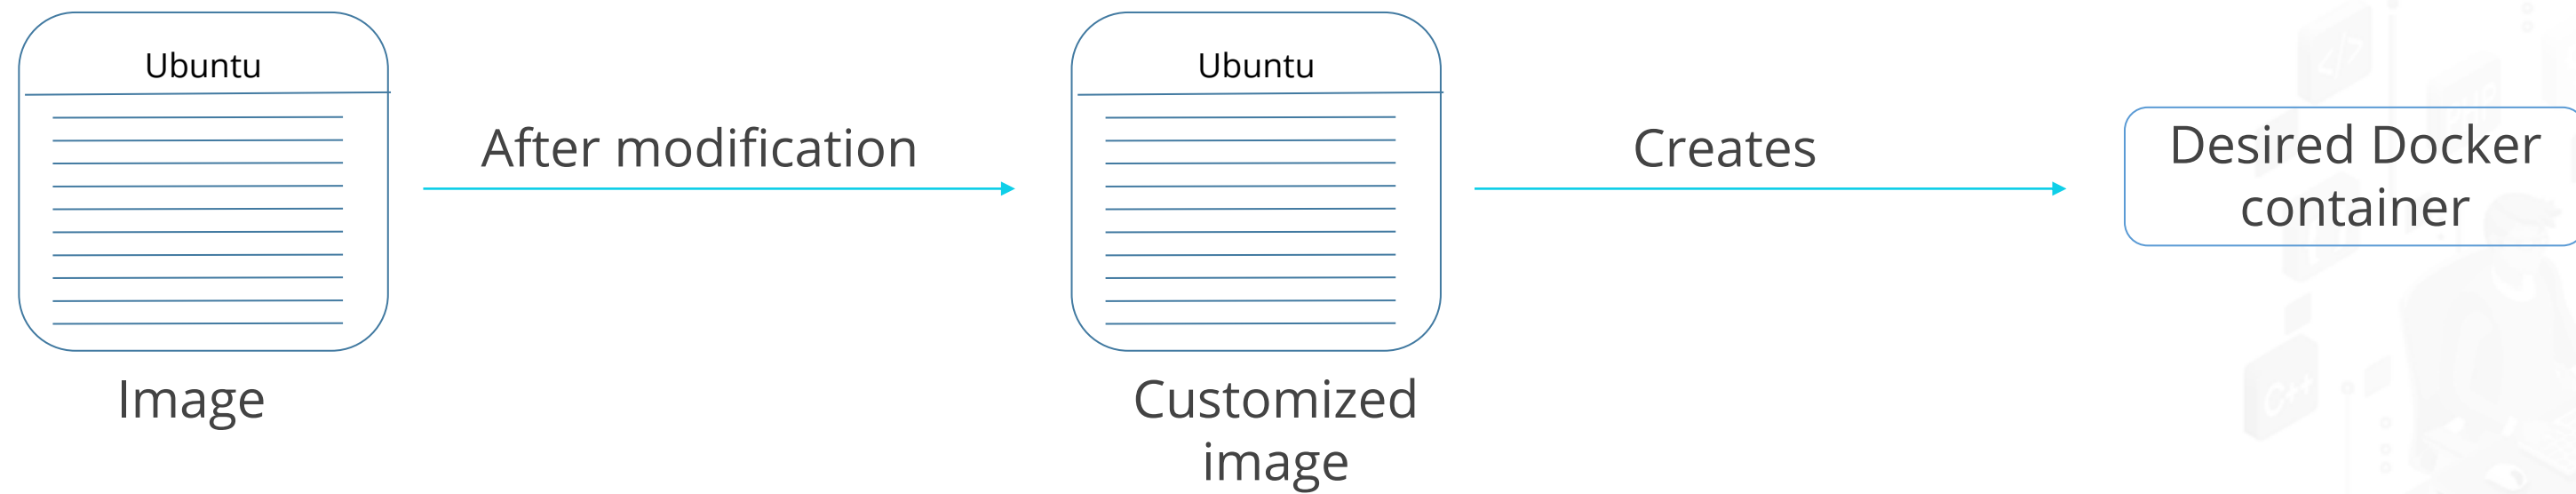 Ubuntu
After modification
Ubuntu
Creates
Desired Docker
container
Image
Customized
image
</>
C++